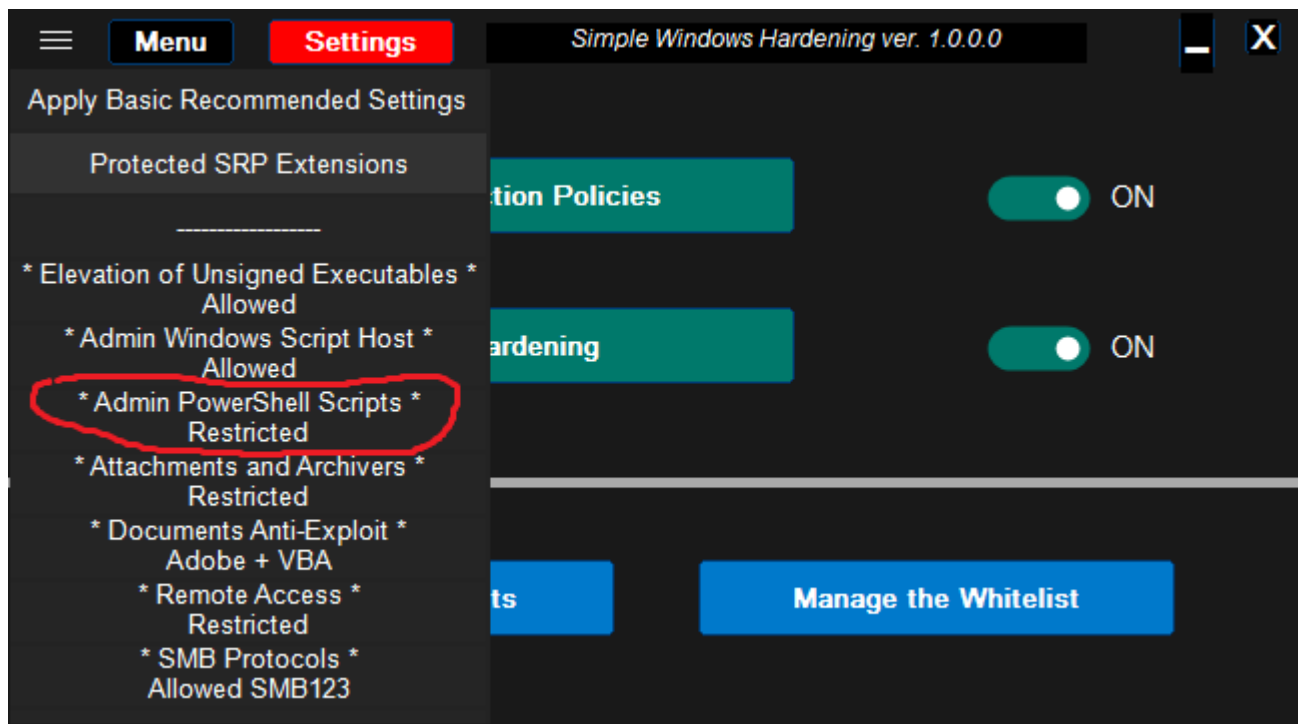 Menu
Settings
Simple Windows Hardening ver. 1.0.0.0
X
Apply Basic Recommended Settings
Protected SRP Extensions
tion Policies
ON
------------------
* Elevation of Unsigned Executables *
Allowed
* Admin Windows Script Host *
Allowed
ardening
ON
* Admin PowerShell Scripts *
Restricted
* Attachments and Archivers *
Restricted
* Documents Anti-Exploit *
Adobe + VBA
* Remote Access *
Restricted
ts
Manage the Whitelist
* SMB Protocols *
Allowed SMB123